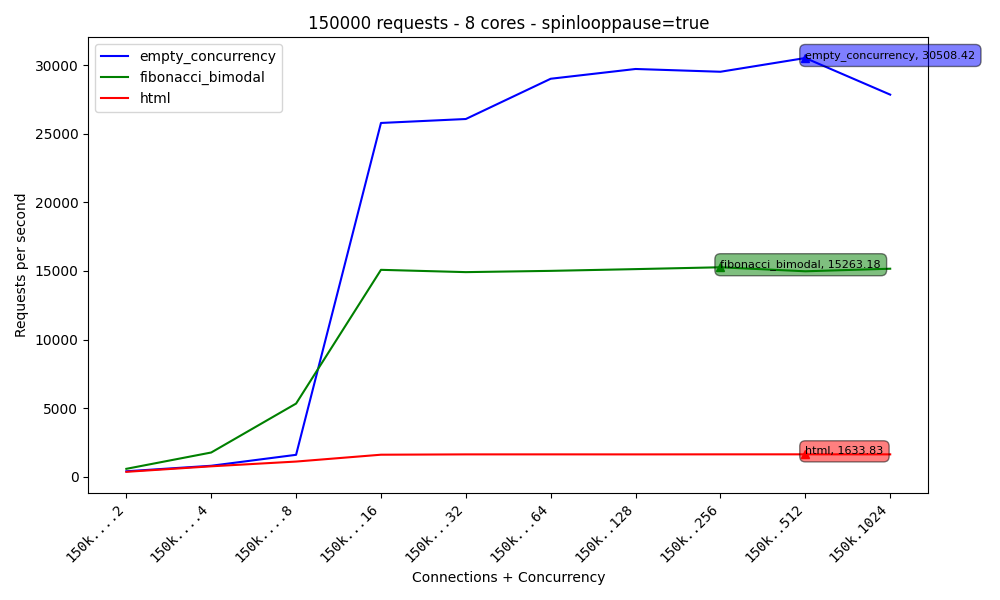 150000 requests - 8 cores - spinlooppause=true
empty_concurrency
fibonacci_bimodal
html
empty_concurrency, 30508.42
fibonacci_bimodal, 15263.18
html, 1633.83
Requests per second
30000
25000
20000
15000
10000
5000
0
150k....2
150k....4
150k....8
150k...16
150k...32
150k...64
150k..128
150k..256
150k..512
150k.1024
Connections + Concurrency